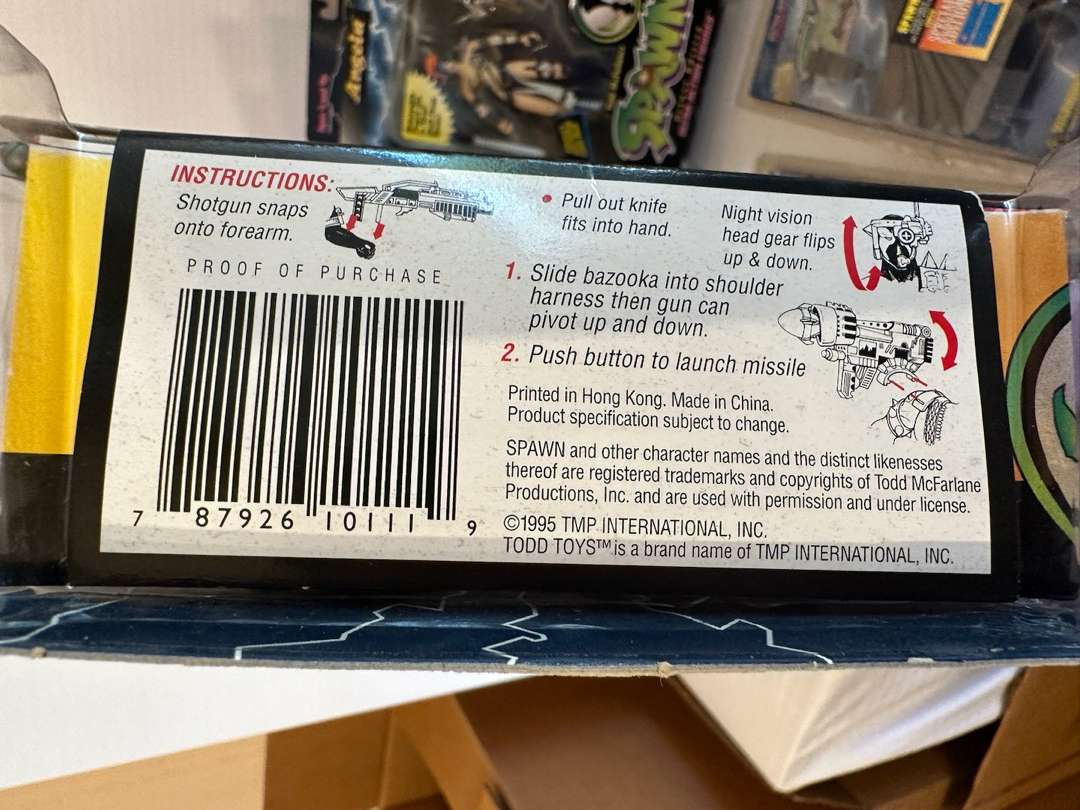 Angela
SPAWN
INSTRUCTIONS:
Shotgun snaps
onto forearm.
• Pull out knife
fits into hand.
Night vision
head gear flips
up & down.
PROOF OF PURCHASE
1. Slide bazooka into shoulder
harness then gun can
pivot up and down.
2. Push button to launch missile
Printed in Hong Kong. Made in China.
Product specification subject to change.
SPAWN and other character names and the distinct likenesses
thereof are registered trademarks and copyrights of Todd McFarlane
Productions, Inc. and are used with permission and under license.
©1995 TMP INTERNATIONAL, INC.
TODD TOYS™ is a brand name of TMP INTERNATIONAL, INC.
7 87926 10111 9